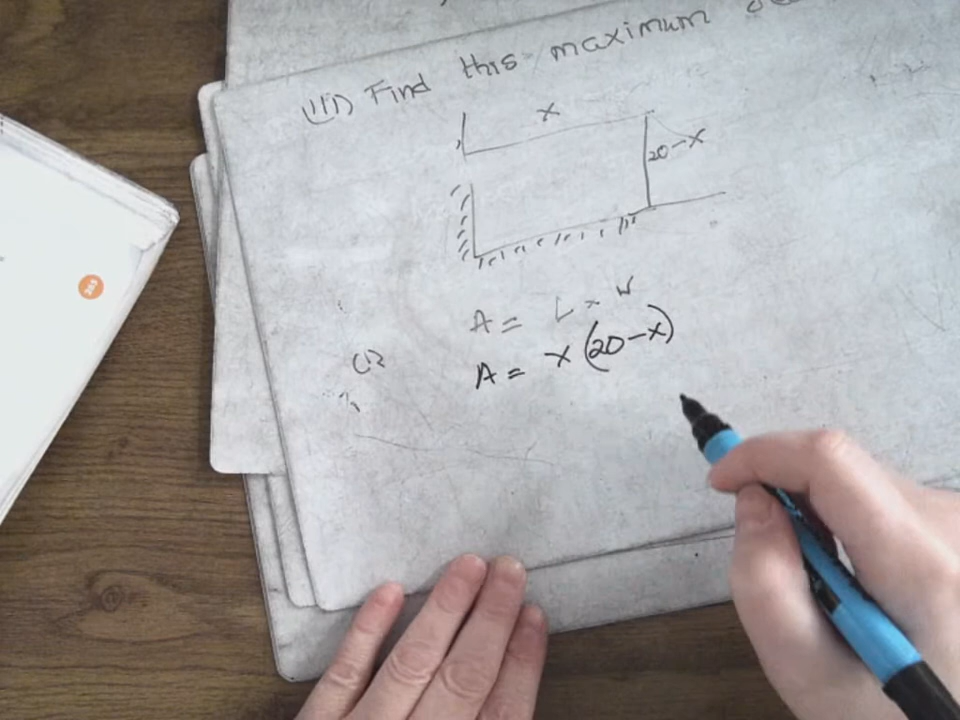 (iii) Find this maximum
x
20-x
A = L × W
A = x(20-x)